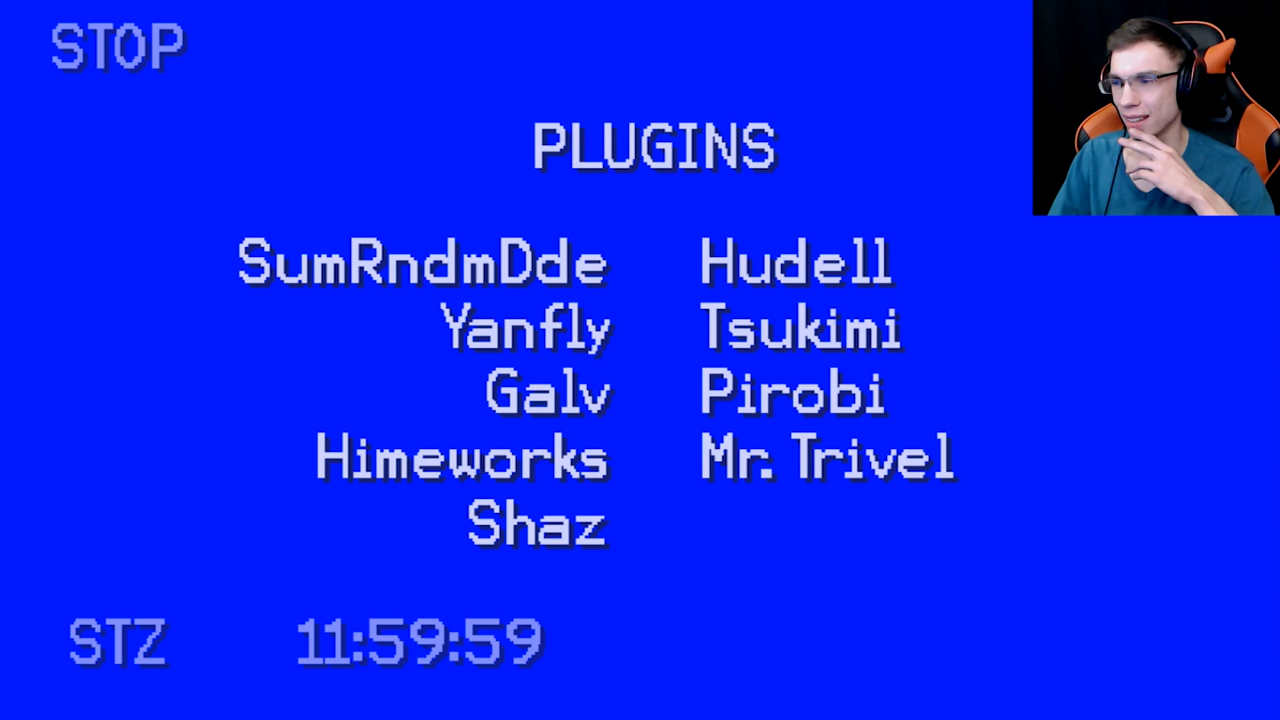 STOP
PLUGINS
SumRndmDde Hudell
Yanfly Tsukimi
Galv Pirobi
Himeworks Mr. Trivel
Shaz
STZ 11:59:59